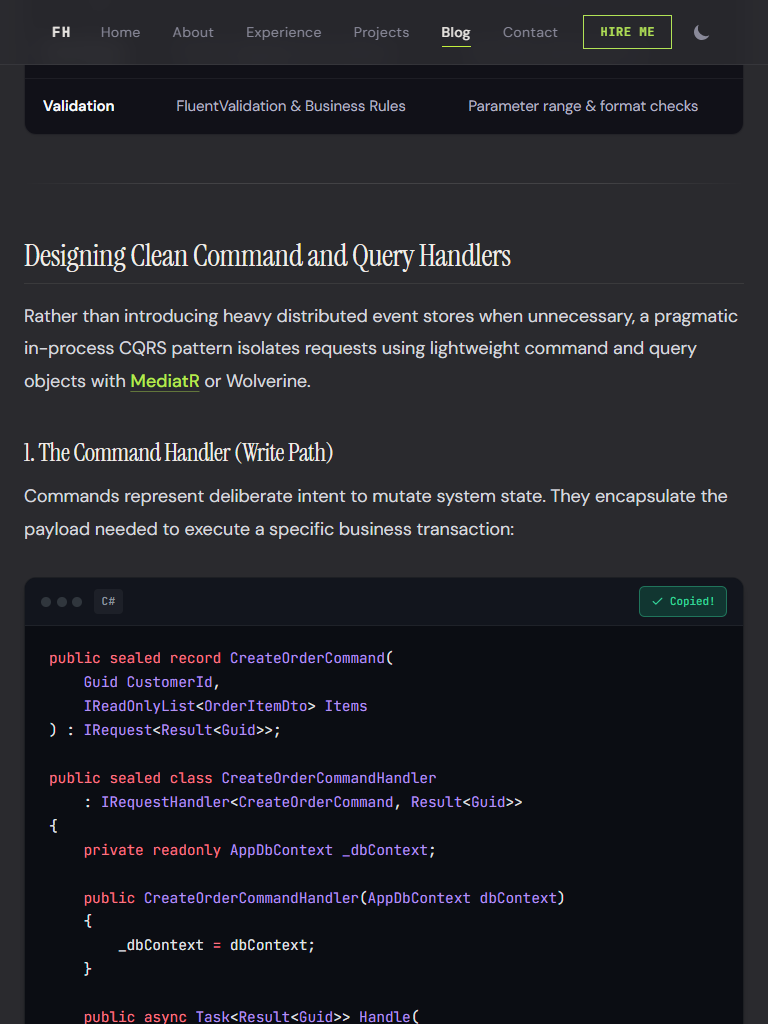 FH Home About Experience Projects Blog Contact HIRE ME
Validation FluentValidation & Business Rules Parameter range & format checks
Designing Clean Command and Query Handlers
Rather than introducing heavy distributed event stores when unnecessary, a pragmatic
in-process CQRS pattern isolates requests using lightweight command and query
objects with MediatR or Wolverine.
1. The Command Handler (Write Path)
Commands represent deliberate intent to mutate system state. They encapsulate the
payload needed to execute a specific business transaction:
C# Copied!
public sealed record CreateOrderCommand(
    Guid CustomerId,
    IReadOnlyList<OrderItemDto> Items
) : IRequest<Result<Guid>>;
public sealed class CreateOrderCommandHandler
    : IRequestHandler<CreateOrderCommand, Result<Guid>>
{
    private readonly AppDbContext _dbContext;
    public CreateOrderCommandHandler(AppDbContext dbContext)
    {
        _dbContext = dbContext;
    }
    public async Task<Result<Guid>> Handle(